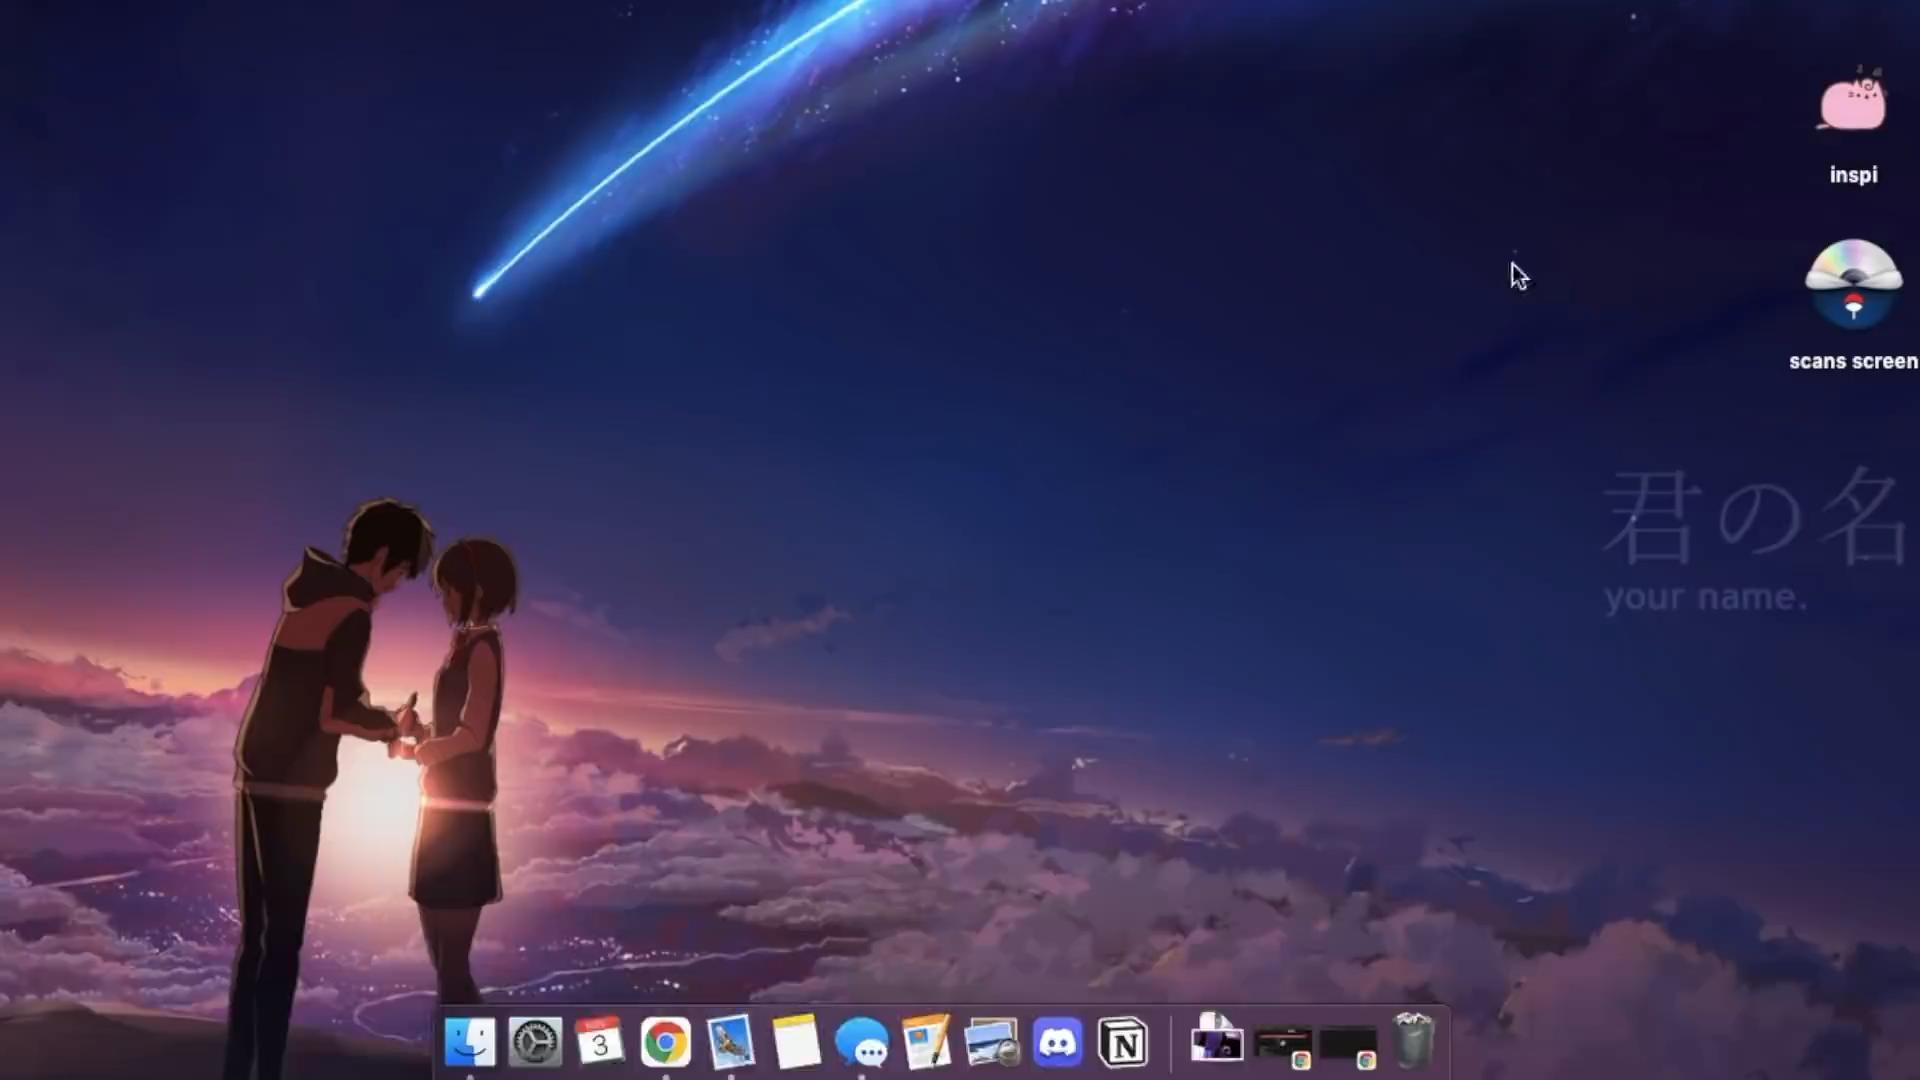 inspi
scans screen
君の名
your name.
3